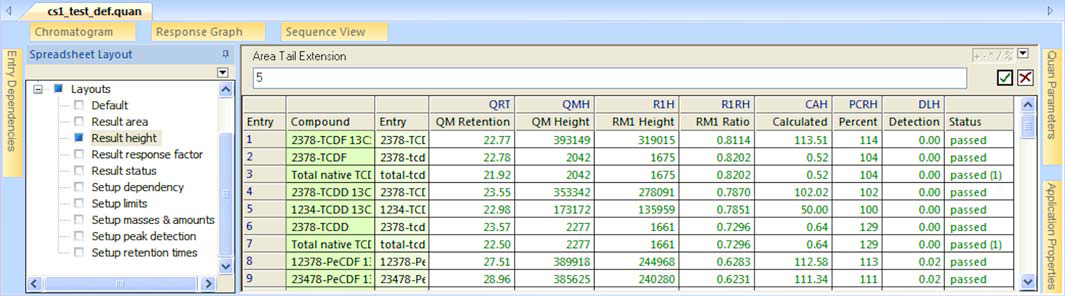 cs1_test_def.quan
Chromatogram Response Graph Sequence View
Entry Dependencies
Spreadsheet Layout
Layouts
Default
Result area
Result height
Result response factor
Result status
Setup dependency
Setup limits
Setup masses & amounts
Setup peak detection
Setup retention times
Area Tail Extension
+ - * / %
5
QRT QMH R1H R1RH CAH PCRH DLH
Entry Compound Entry QM Retention QM Height RM1 Height RM1 Ratio Calculated Percent Detection Status
1 2378-TCDF 13C 2378-TCD 22.77 393149 319015 0.8114 113.51 114 0.00 passed
2 2378-TCDF 2378-tcd 22.78 2042 1675 0.8202 0.52 104 0.00 passed
3 Total native TCD 21.92 2042 1675 0.8202 0.52 104 0.00 passed (1)
4 2378-TCDD 13C 2378-TCD 23.55 353342 278091 0.7870 102.02 102 0.00 passed
5 1234-TCDD 13C 1234-TCD 22.98 173172 135959 0.7851 50.00 100 0.00 passed
6 2378-TCDD 2378-tcd 23.57 2277 1661 0.7296 0.64 129 0.00 passed
7 Total native TCD total-tcd 22.50 2277 1661 0.7296 0.64 129 0.00 passed (1)
8 12378-PeCDF 13 12378-Pe 27.51 389918 244968 0.6283 112.58 113 0.02 passed
9 23478-PeCDF 13 23478-Pe 28.96 385625 240280 0.6231 111.34 111 0.02 passed
Quan Parameters
Application Properties